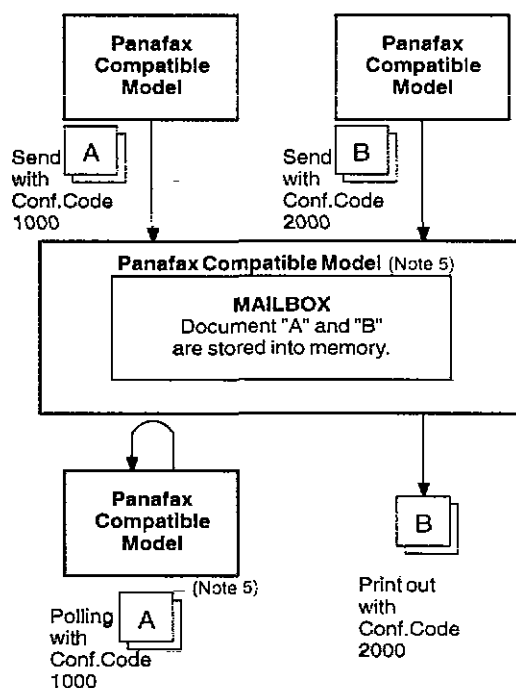 Panafax
Compatible
Model
Panafax
Compatible
Model
A
Send
with
Conf.Code
1000
B
Send
with
Conf.Code
2000
Panafax Compatible Model (Note 5)
MAILBOX
Document "A" and "B"
are stored into memory.
Panafax
Compatible
Model
(Note 5)
A
Polling
with
Conf.Code
1000
B
Print out
with
Conf.Code
2000